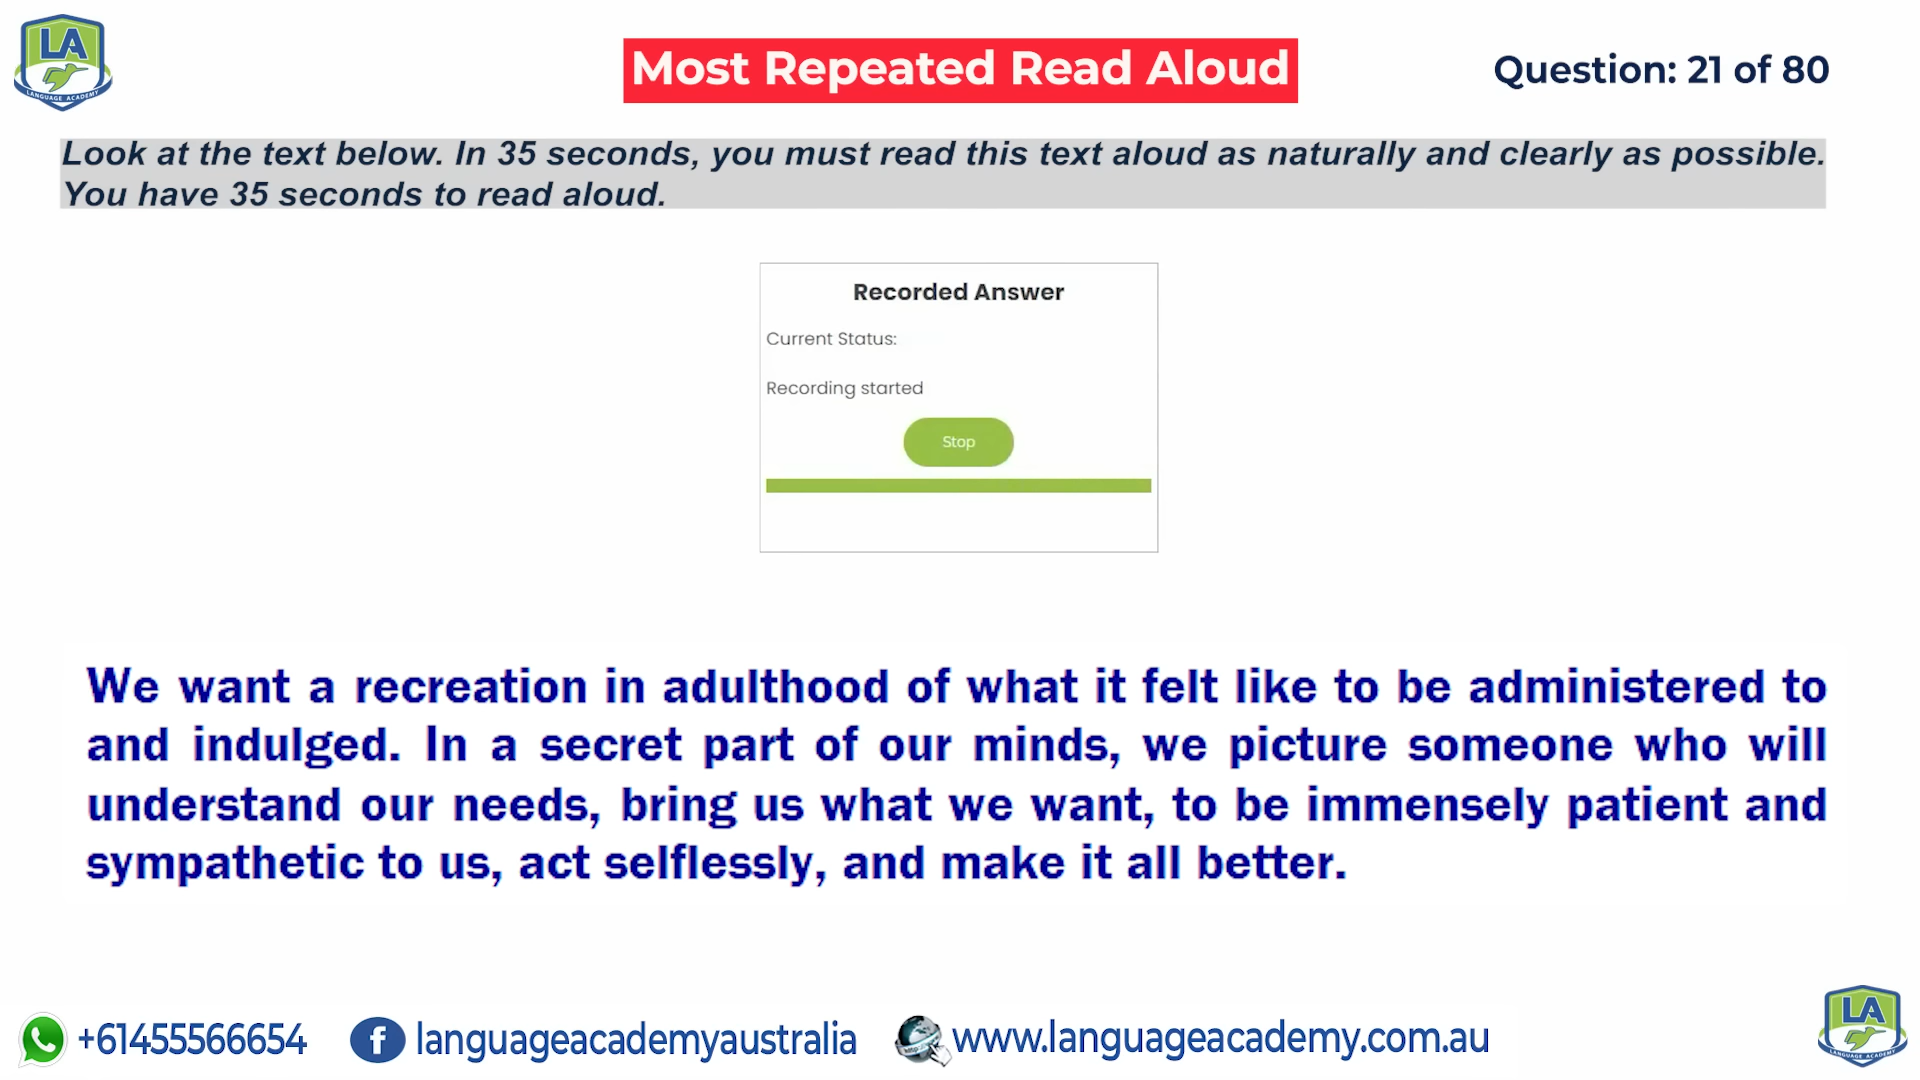 LA
LANGUAGE ACADEMY
Most Repeated Read Aloud
Question: 21 of 80
Look at the text below. In 35 seconds, you must read this text aloud as naturally and clearly as possible.
You have 35 seconds to read aloud.
Recorded Answer
Current Status:
Recording started
Stop
We want a recreation in adulthood of what it felt like to be administered to
and indulged. In a secret part of our minds, we picture someone who will
understand our needs, bring us what we want, to be immensely patient and
sympathetic to us, act selflessly, and make it all better.
+61455566654
f
languageacademyaustralia
www.languageacademy.com.au
LA
LANGUAGE ACADEMY